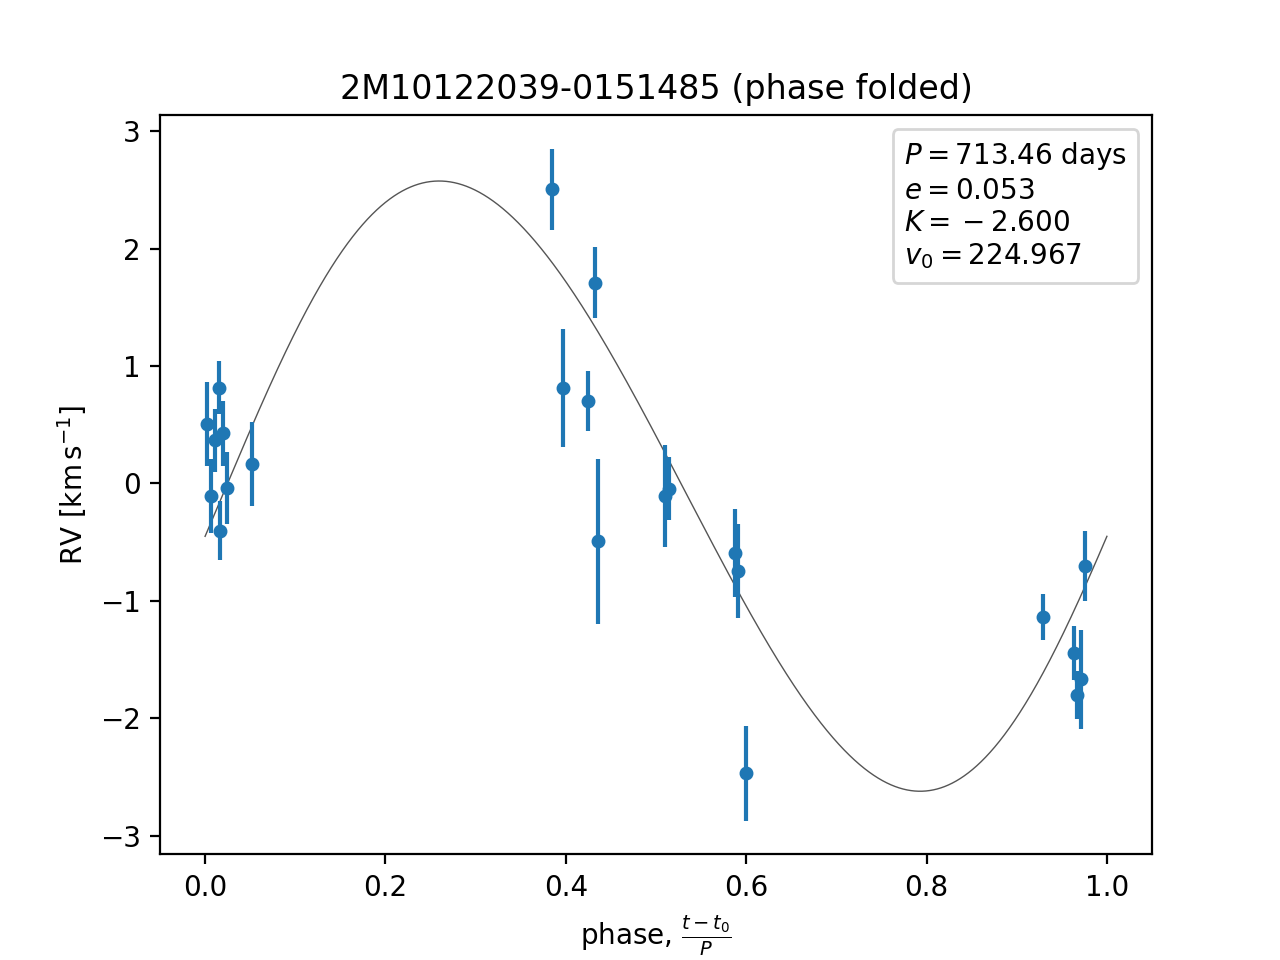 2M10122039-0151485 (phase folded)
P = 713.46 days
e = 0.053
K = −2.600
v₀ = 224.967
3
2
1
0
−1
−2
−3
RV [km s⁻¹]
0.0 0.2 0.4 0.6 0.8 1.0
phase, (t − t₀)/P